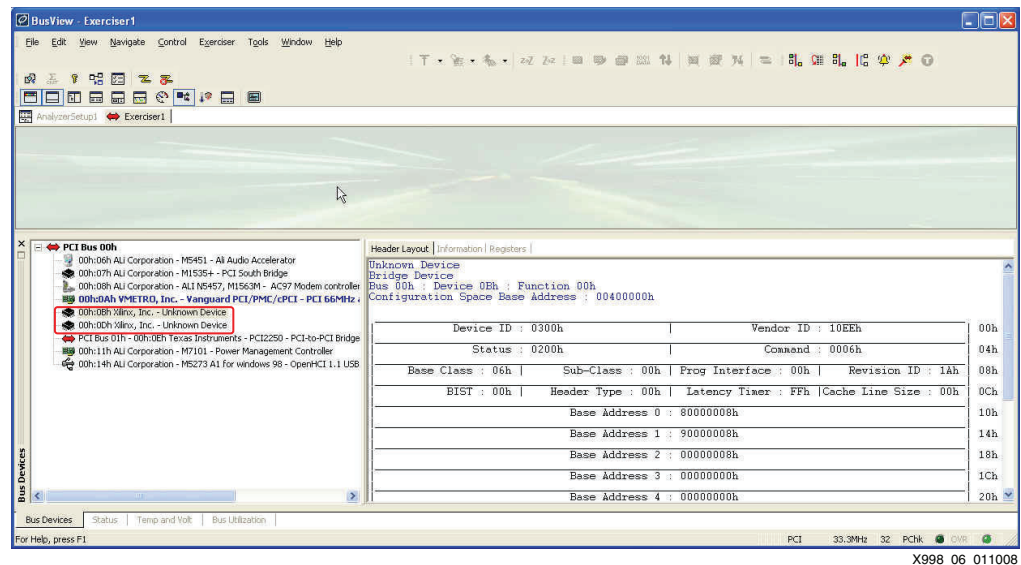 BusView - Exerciser1
File Edit View Navigate Control Exerciser Tools Window Help
AnalyzerSetup1 Exerciser1
PCI Bus 00h
00h:06h ALi Corporation - M5451 - Ali Audio Accelerator
00h:07h ALi Corporation - M1535+ - PCI South Bridge
00h:08h ALi Corporation - ALI N5457, M1563M - AC97 Modem controller
00h:0Ah VMETRO, Inc. - Vanguard PCI/PMC/cPCI - PCI 66MHz
00h:0Bh Xilinx, Inc. - Unknown Device
00h:0Dh Xilinx, Inc. - Unknown Device
PCI Bus 01h - 00h:0Eh Texas Instruments - PCI2250 - PCI-to-PCI Bridge
00h:11h ALi Corporation - M7101 - Power Management Controller
00h:14h ALi Corporation - M5273 A1 for windows 98 - OpenHCI 1.1 USB
Bus Devices
Header Layout Information Registers
Unknown Device
Bridge Device
Bus 00h : Device 0Bh : Function 00h
Configuration Space Base Address : 00400000h
Device ID : 0300h | Vendor ID : 10EEh | 00h
Status : 0200h | Command : 0006h | 04h
Base Class : 06h | Sub-Class : 00h | Prog Interface : 00h | Revision ID : 1Ah | 08h
BIST : 00h | Header Type : 00h | Latency Timer : FFh |Cache Line Size : 00h | 0Ch
Base Address 0 : 80000008h | 10h
Base Address 1 : 90000008h | 14h
Base Address 2 : 00000008h | 18h
Base Address 3 : 00000000h | 1Ch
Base Address 4 : 00000000h | 20h
Bus Devices Status Temp and Volt Bus Utilization
For Help, press F1
PCI 33.3MHz 32 PChk OVR
X998_06_011008